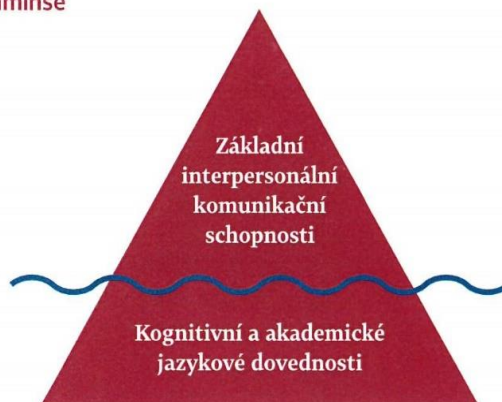 Základní
interpersonální
komunikační
schopnosti
Kognitivní a akademické
jazykové dovednosti